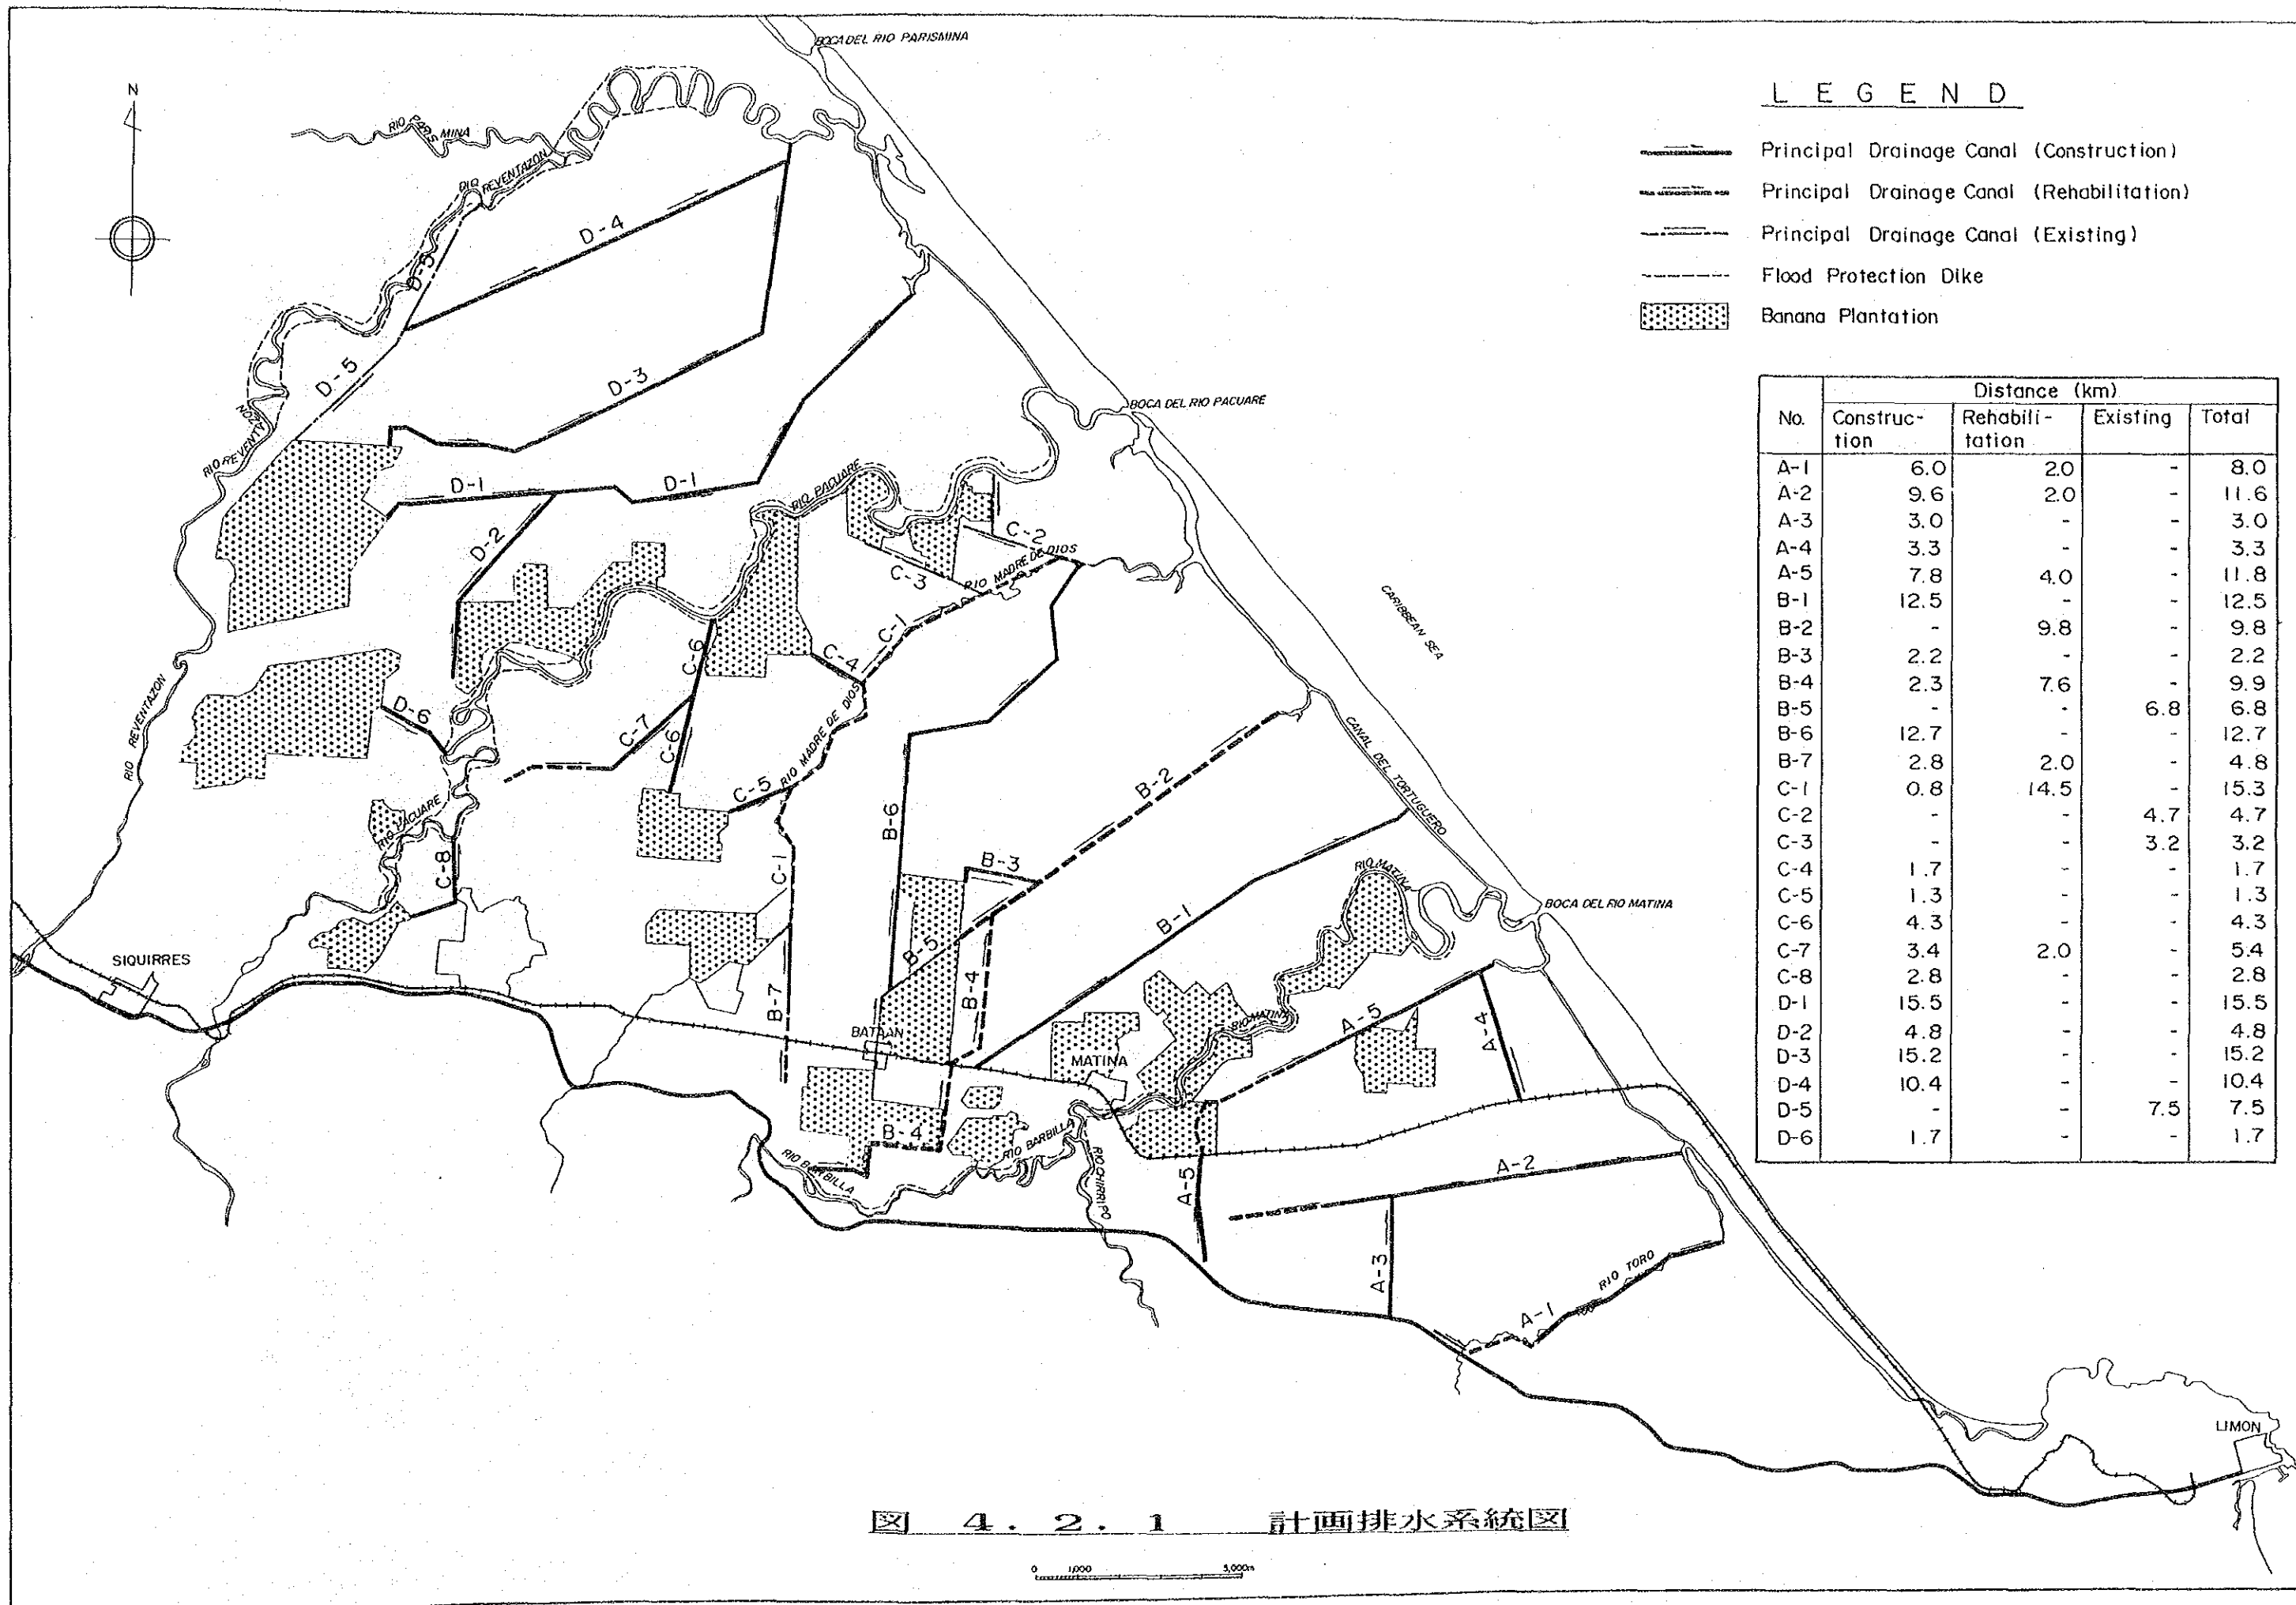 BOCA DEL RIO PARISMINA
N
RIO PARISMINA
RIO REVENTAZON
D-4
D-5
D-5
D-3
RIO REVENTAZON
BOCA DEL RIO PACUARE
D-1
D-1
RIO PACUARE
D-2
C-2
RIO MADRE DE DIOS
C-3
CARIBBEAN SEA
C-1
C-6
C-4
RIO REVENTAZON
D-6
C-7
C-6
RIO MADRE DE DIOS
CANAL DEL TORTUGUERO
C-5
B-2
B-6
RIO PACUARE
C-8
C-1
B-3
RIO MATINA
BOCA DEL RIO MATINA
B-1
B-5
SIQUIRRES
B-4
B-7
RIO MATINA
A-5
A-4
BATAAN
MATINA
B-4
RIO BARBILLA
RIO BARBILLA
RIO CHIRRIPO
A-5
A-2
A-3
RIO TORO
A-1
LIMON
LEGEND
Principal Drainage Canal (Construction)
Principal Drainage Canal (Rehabilitation)
Principal Drainage Canal (Existing)
Flood Protection Dike
Banana Plantation
No. Distance (km)
Construc-tion Rehabili-tation Existing Total
A-1 6.0 2.0 - 8.0
A-2 9.6 2.0 - 11.6
A-3 3.0 - - 3.0
A-4 3.3 - - 3.3
A-5 7.8 4.0 - 11.8
B-1 12.5 - - 12.5
B-2 - 9.8 - 9.8
B-3 2.2 - - 2.2
B-4 2.3 7.6 - 9.9
B-5 - - 6.8 6.8
B-6 12.7 - - 12.7
B-7 2.8 2.0 - 4.8
C-1 0.8 14.5 - 15.3
C-2 - - 4.7 4.7
C-3 - - 3.2 3.2
C-4 1.7 - - 1.7
C-5 1.3 - - 1.3
C-6 4.3 - - 4.3
C-7 3.4 2.0 - 5.4
C-8 2.8 - - 2.8
D-1 15.5 - - 15.5
D-2 4.8 - - 4.8
D-3 15.2 - - 15.2
D-4 10.4 - - 10.4
D-5 - - 7.5 7.5
D-6 1.7 - - 1.7
図 4.2.1 計画排水系統図
0 1,000 5,000m